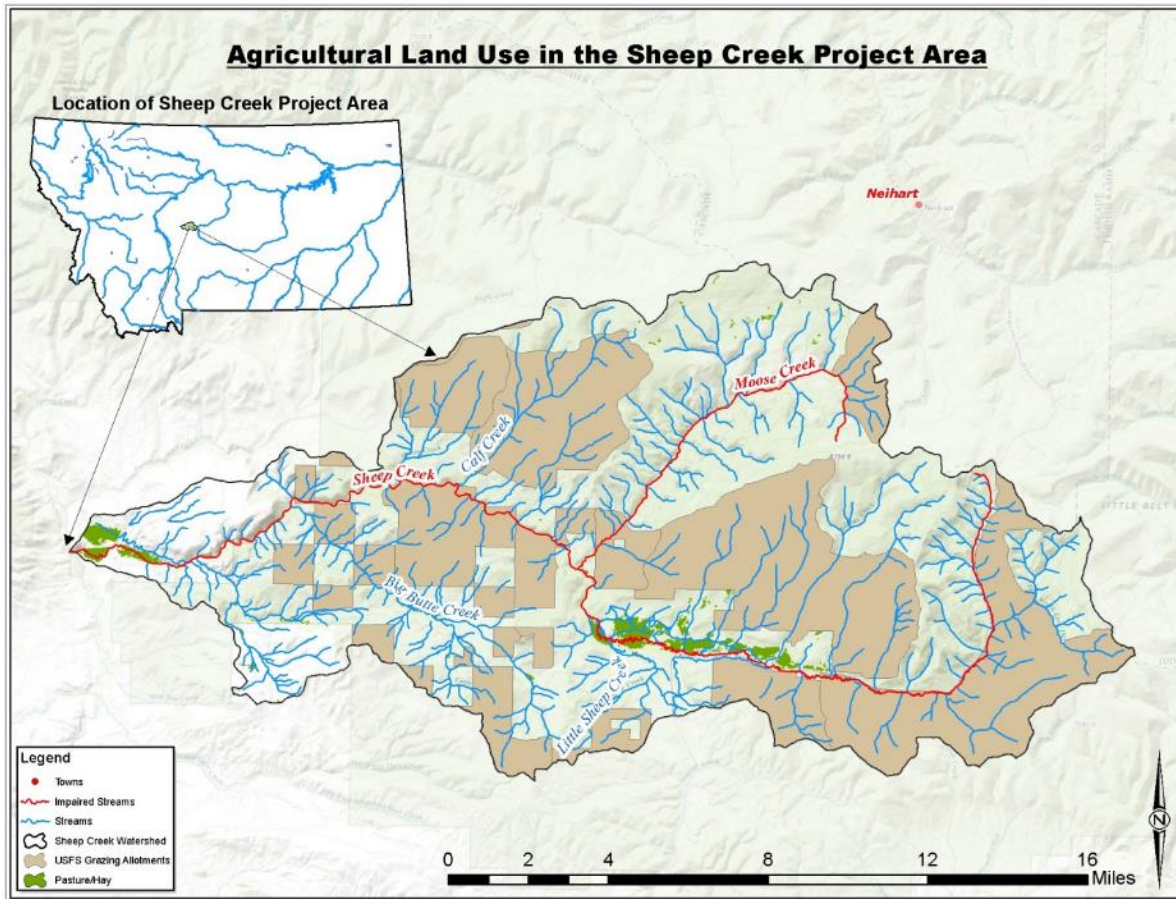 Agricultural Land Use in the Sheep Creek Project Area
Location of Sheep Creek Project Area
Neihart
Moose Creek
Calf Creek
Sheep Creek
Big Butte Creek
Little Sheep Creek
Legend
Towns
Impaired Streams
Streams
Sheep Creek Watershed
USFS Grazing Allotments
Pasture/Hay
0 2 4 8 12 16
Miles
N